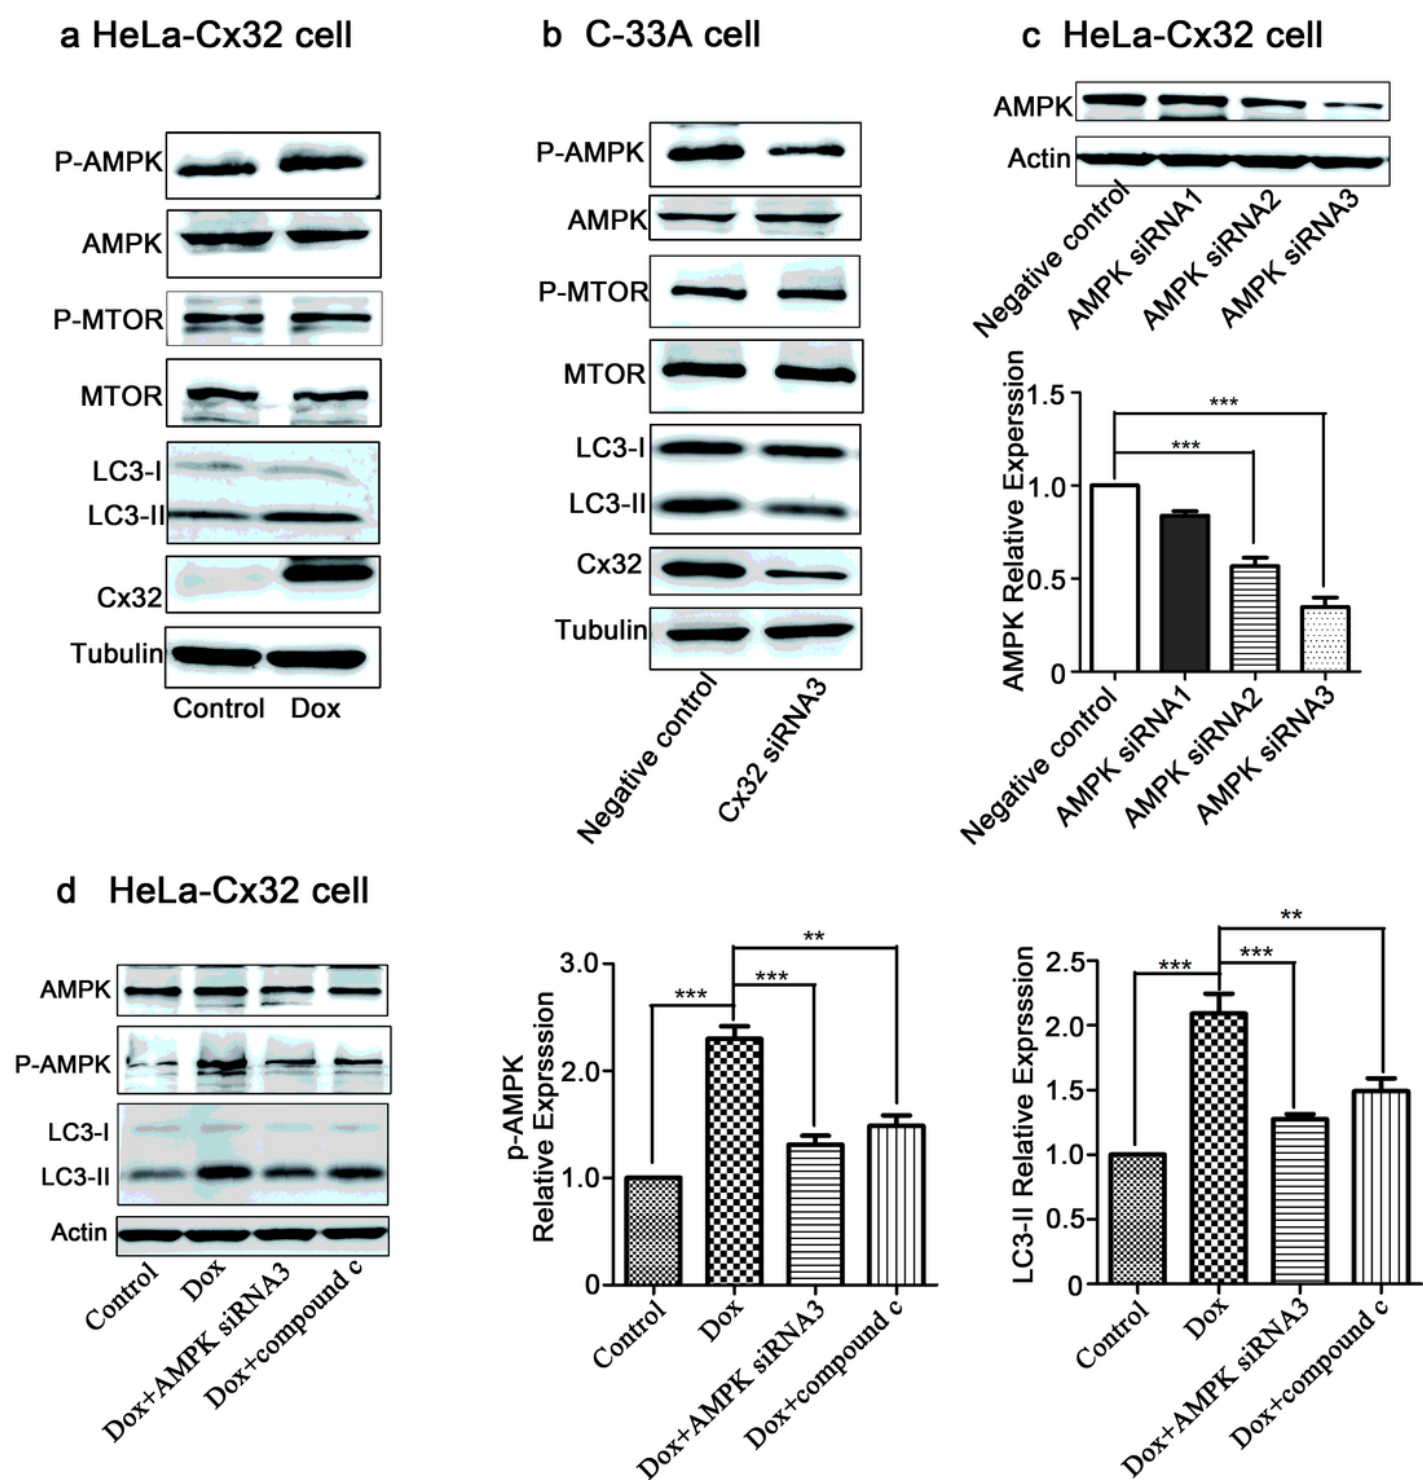 a HeLa-Cx32 cell
P-AMPK
AMPK
P-MTOR
MTOR
LC3-I
LC3-II
Cx32
Tubulin
Control Dox
b C-33A cell
P-AMPK
AMPK
P-MTOR
MTOR
LC3-I
LC3-II
Cx32
Tubulin
Negative control
Cx32 siRNA3
c HeLa-Cx32 cell
AMPK
Actin
Negative control
AMPK siRNA1
AMPK siRNA2
AMPK siRNA3
AMPK Relative Experssion
1.5
1.0
0.5
0
***
***
Negative control
AMPK siRNA1
AMPK siRNA2
AMPK siRNA3
d HeLa-Cx32 cell
AMPK
P-AMPK
LC3-I
LC3-II
Actin
Control
Dox
Dox+AMPK siRNA3
Dox+compound c
p-AMPK
Relative Exprsssion
3.0
2.0
1.0
0
**
***
***
Control
Dox
Dox+AMPK siRNA3
Dox+compound c
LC3-II Relative Exprsssion
2.5
2.0
1.5
1.0
0.5
0
**
***
***
Control
Dox
Dox+AMPK siRNA3
Dox+compound c